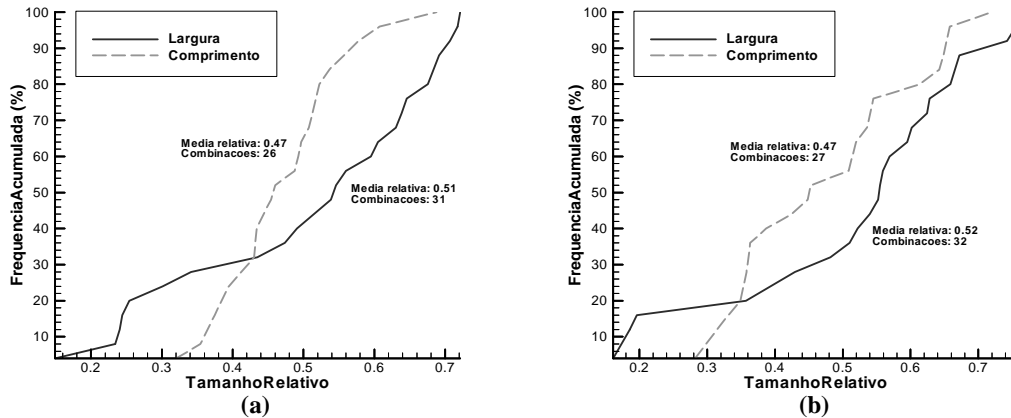 100
90
80
70
60
50
40
30
20
10
FrequenciaAcumulada (%)
Largura
Comprimento
Media relativa: 0.47
Combinacoes: 26
Media relativa: 0.51
Combinacoes: 31
0.2 0.3 0.4 0.5 0.6 0.7
TamanhoRelativo
(a)
100
90
80
70
60
50
40
30
20
10
FrequenciaAcumulada (%)
Largura
Comprimento
Media relativa: 0.47
Combinacoes: 27
Media relativa: 0.52
Combinacoes: 32
0.2 0.3 0.4 0.5 0.6 0.7
TamanhoRelativo
(b)